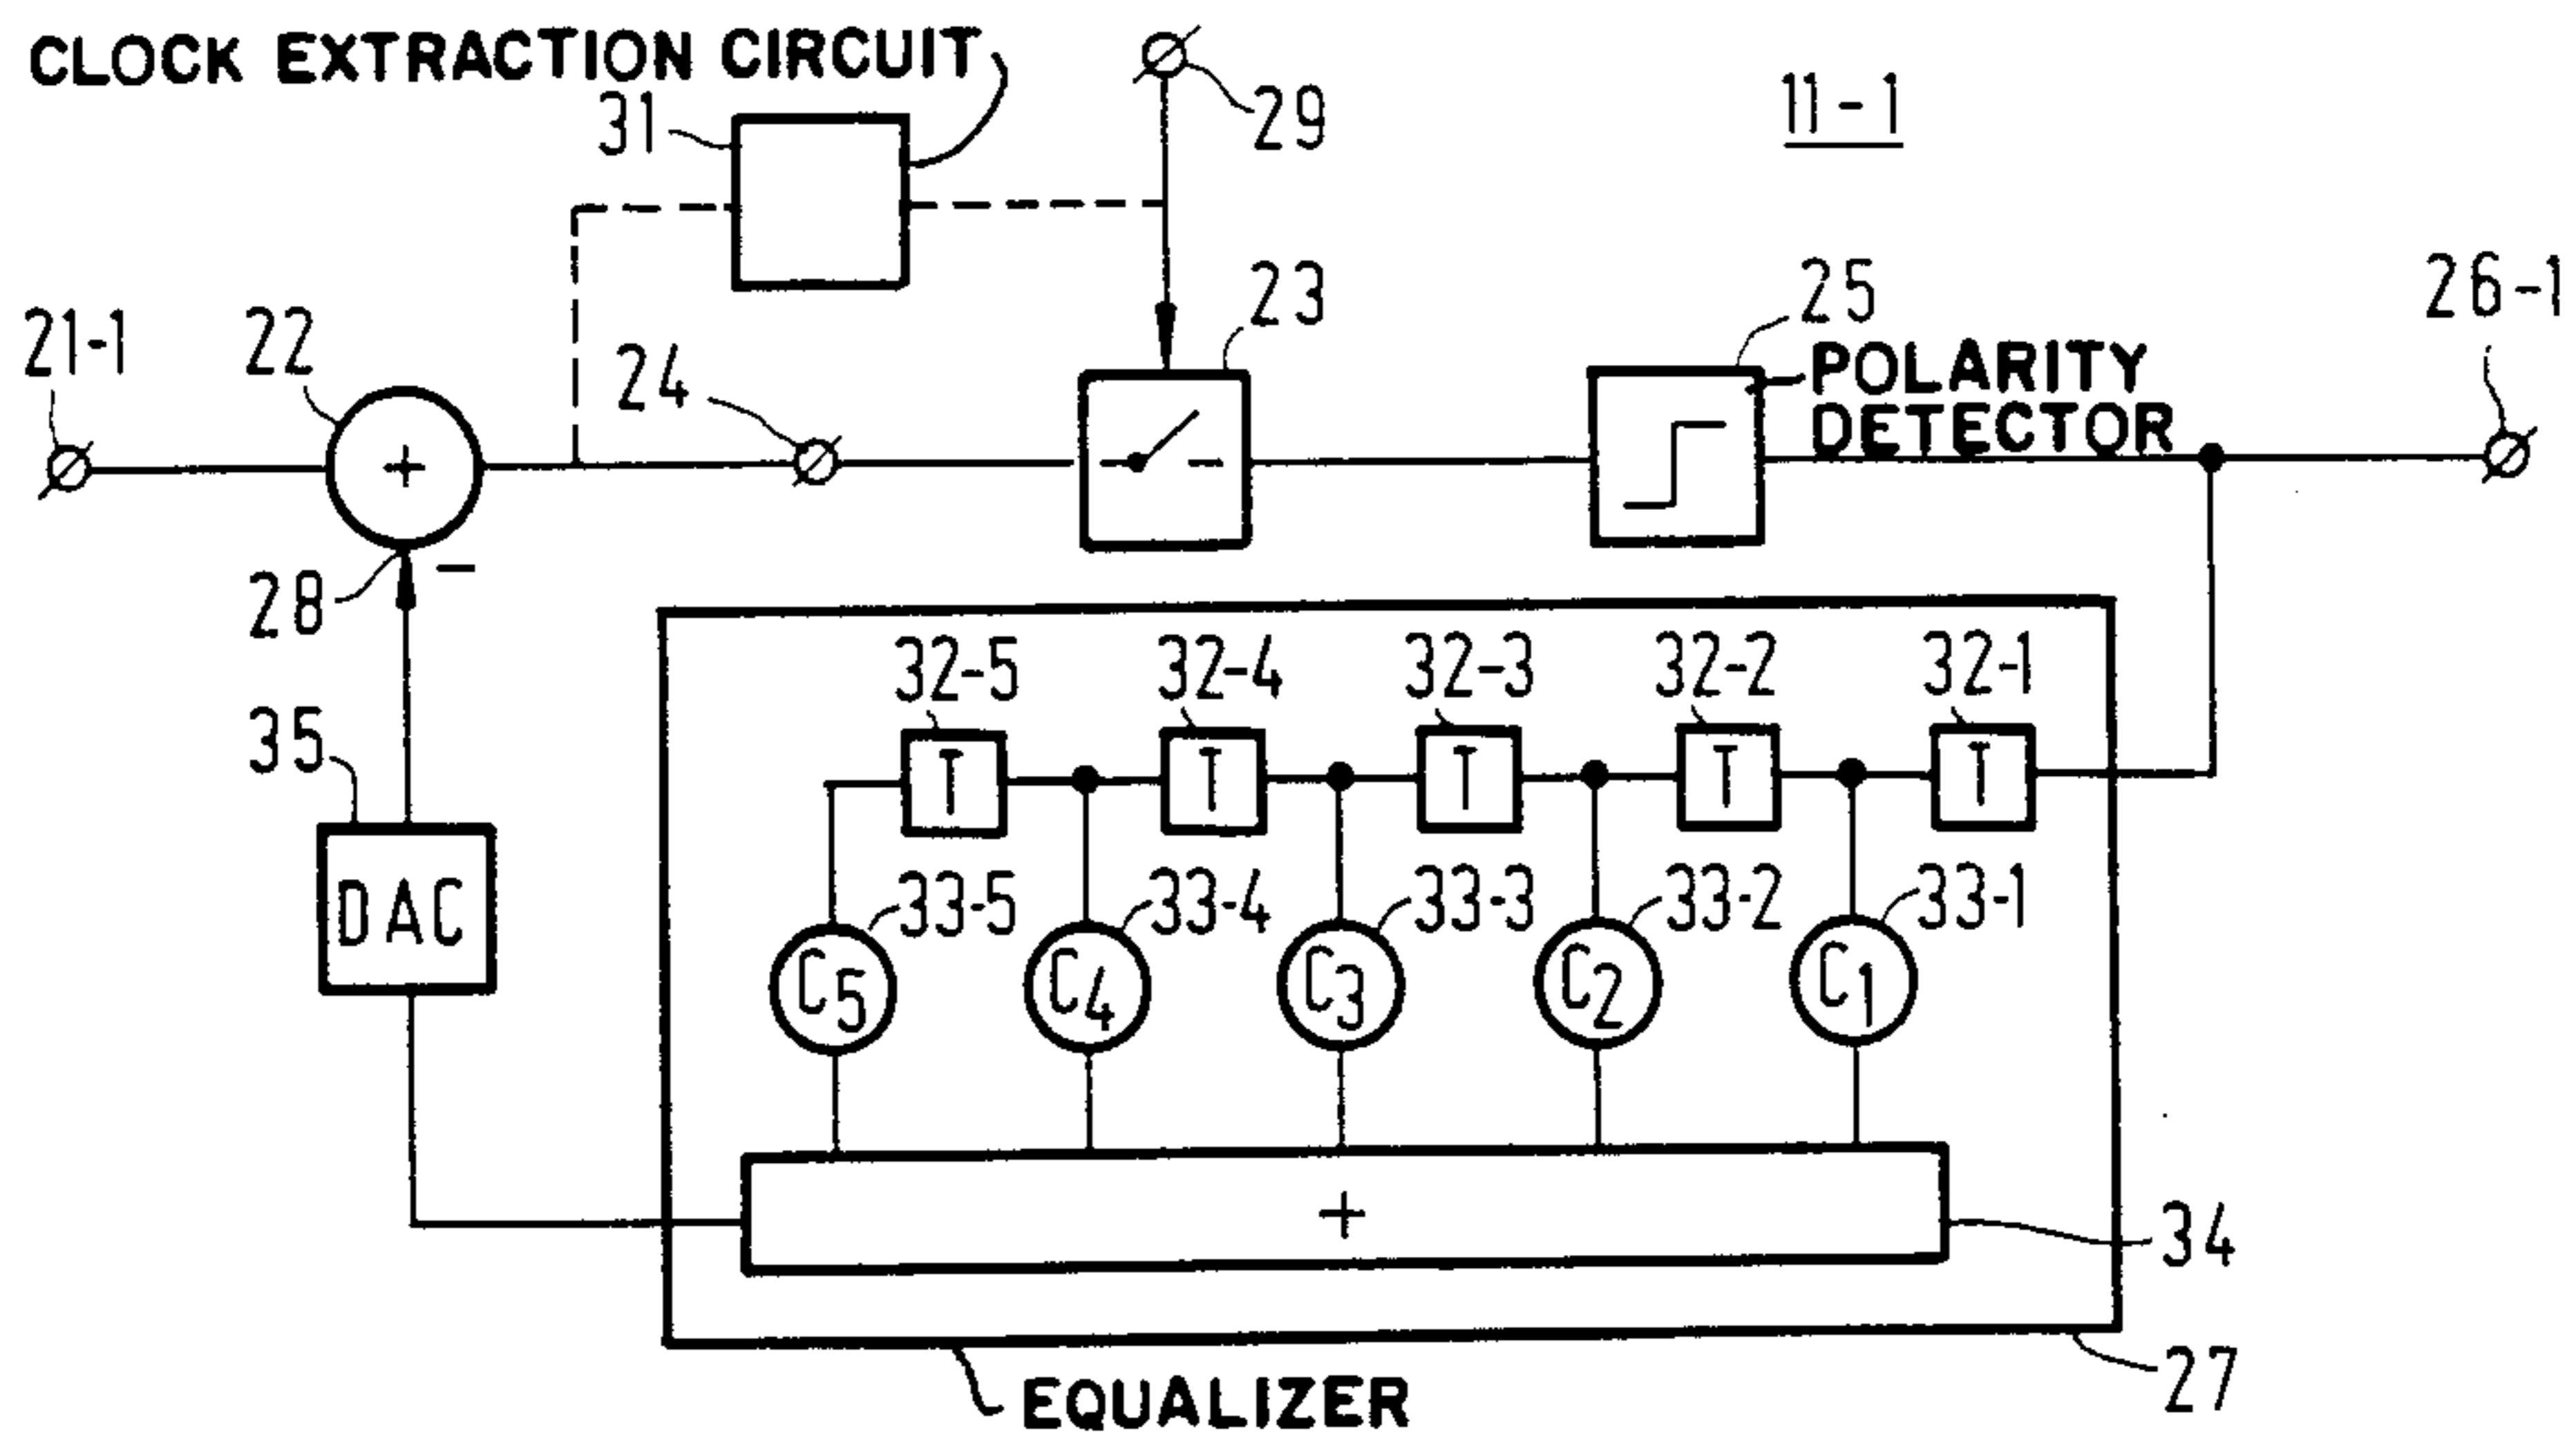 CLOCK EXTRACTION CIRCUIT
31
29
11-1
21-1
22
24
23
25
POLARITY
DETECTOR
26-1
+
28
-
35
DAC
32-5
32-4
32-3
32-2
32-1
T
T
T
T
T
33-5
33-4
33-3
33-2
33-1
C5
C4
C3
C2
C1
+
34
EQUALIZER
27